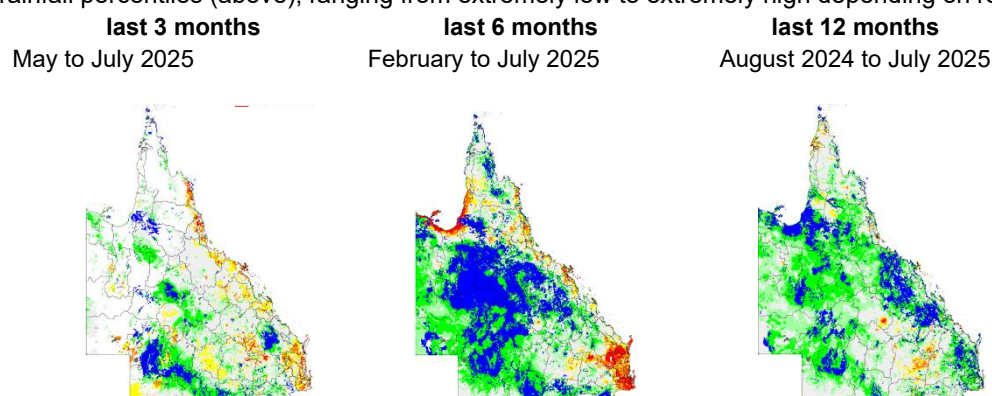 rainfall percentiles (above), ranging from extremely low to extremely high depending on
last 3 months last 6 months last 12 months
May to July 2025 February to July 2025 August 2024 to July 2025